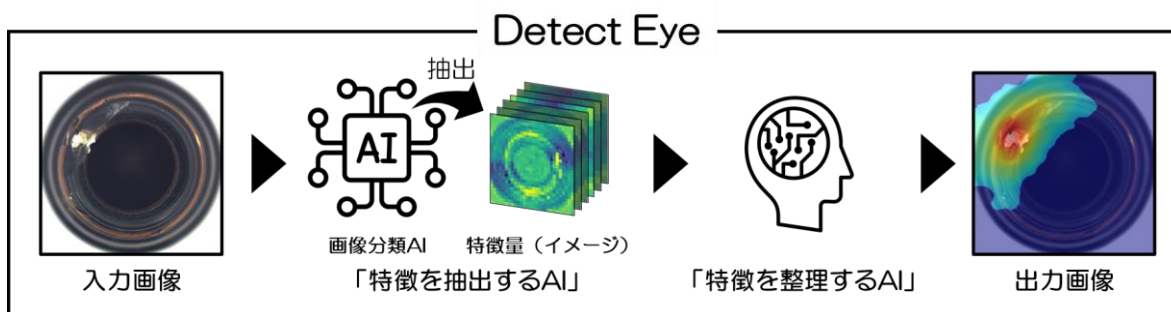 Detect Eye
抽出
AI
画像分類AI
特徴量（イメージ）
入力画像
「特徴を抽出するAI」
「特徴を整理するAI」
出力画像